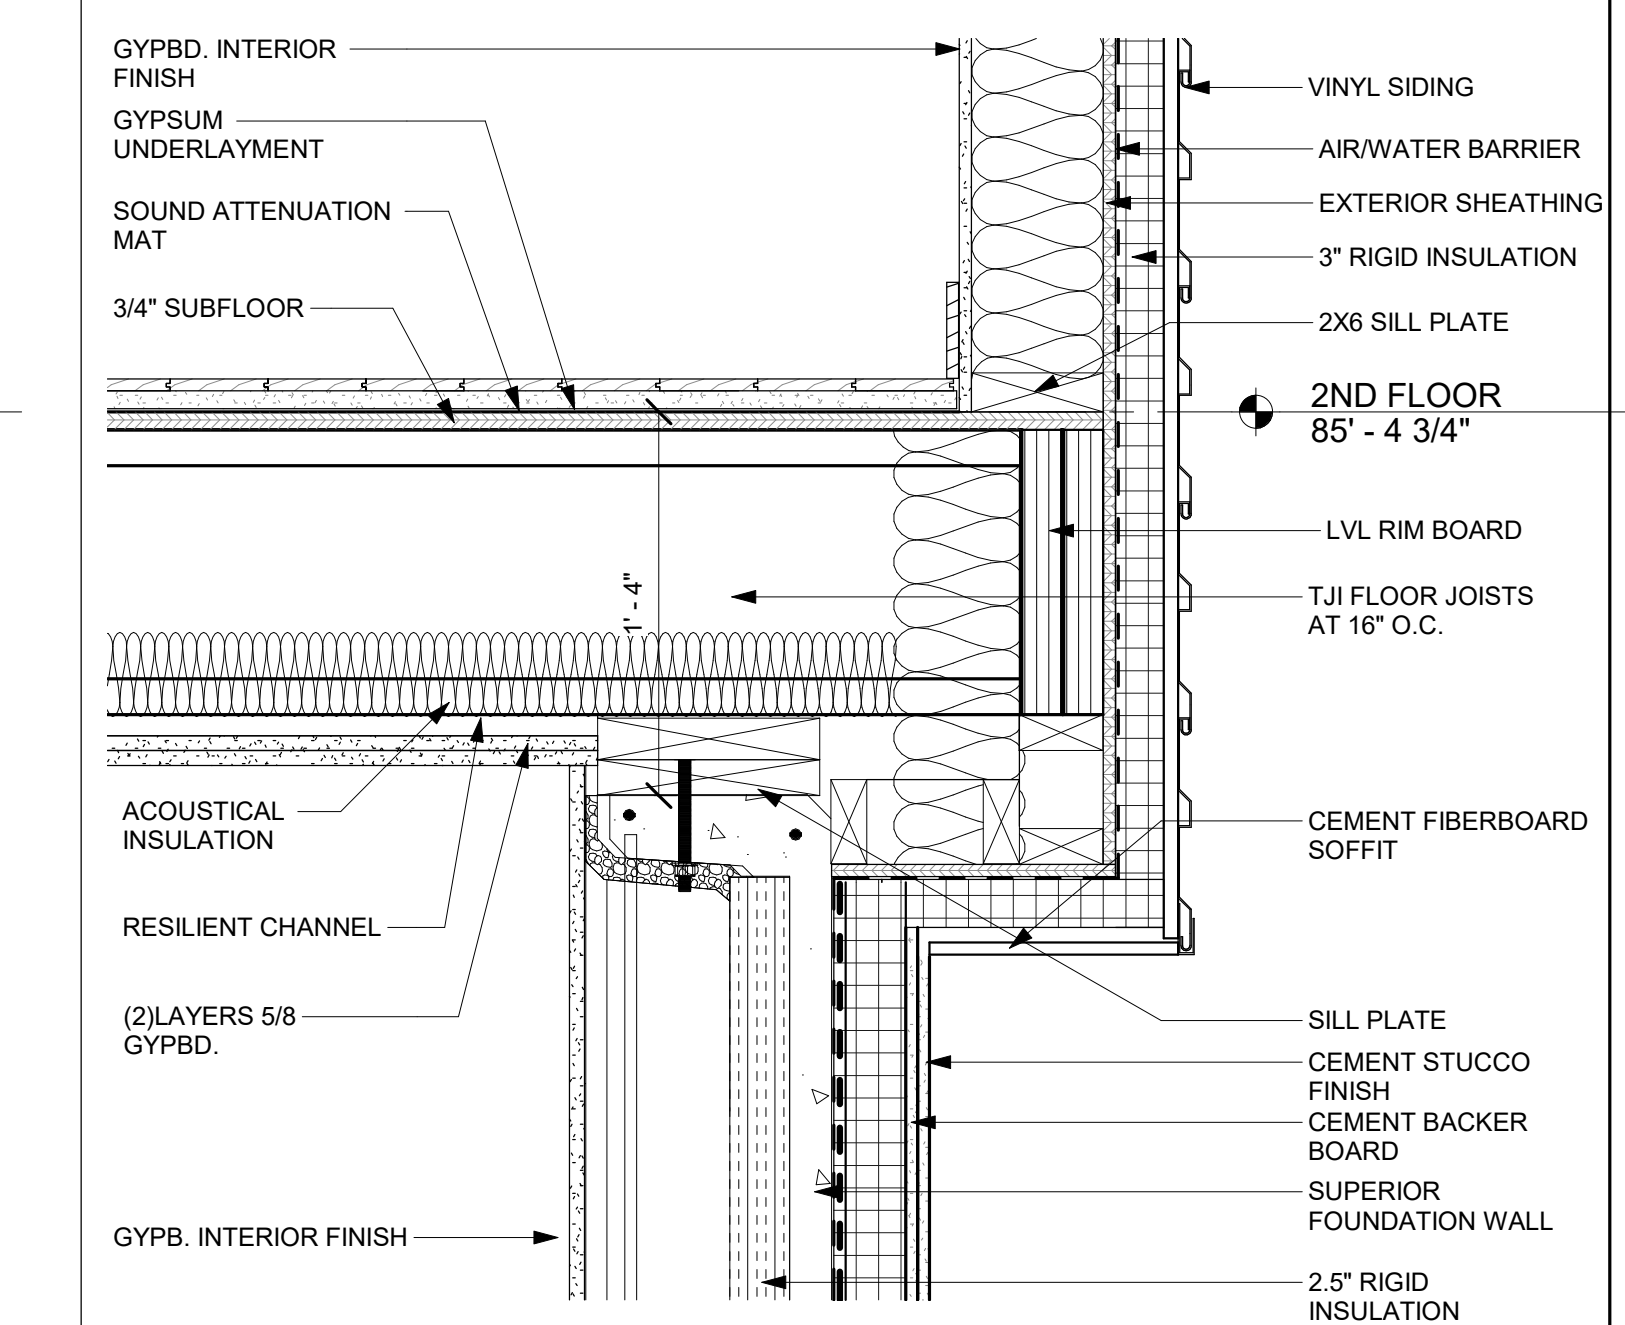 GYPBD. INTERIOR
FINISH
GYPSUM
UNDERLAYMENT
SOUND ATTENUATION
MAT
3/4" SUBFLOOR
ACOUSTICAL
INSULATION
RESILIENT CHANNEL
(2)LAYERS 5/8
GYPBD.
GYPB. INTERIOR FINISH
1' - 4"
VINYL SIDING
AIR/WATER BARRIER
EXTERIOR SHEATHING
3" RIGID INSULATION
2X6 SILL PLATE
2ND FLOOR
85' - 4 3/4"
LVL RIM BOARD
TJI FLOOR JOISTS
AT 16" O.C.
CEMENT FIBERBOARD
SOFFIT
SILL PLATE
CEMENT STUCCO
FINISH
CEMENT BACKER
BOARD
SUPERIOR
FOUNDATION WALL
2.5" RIGID
INSULATION